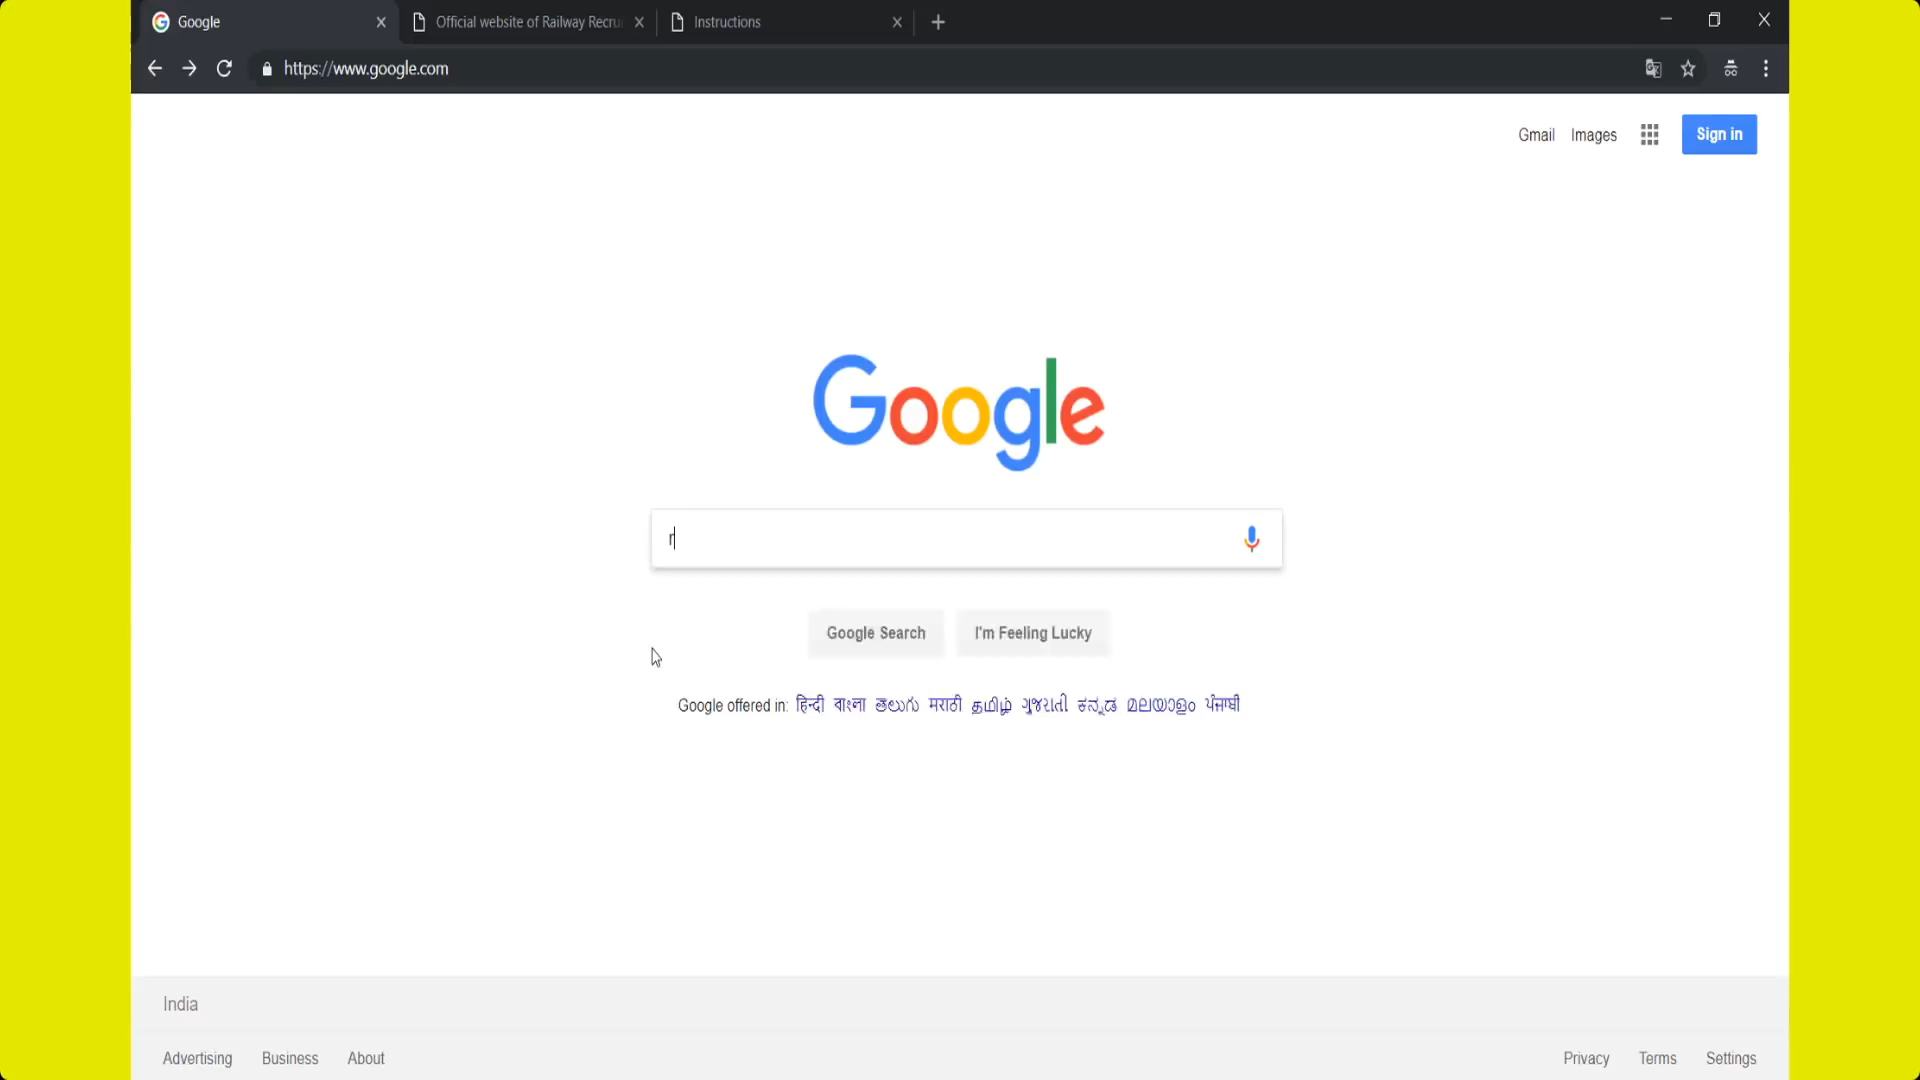 Google
Official website of Railway Recru
Instructions
https://www.google.com
Gmail Images Sign in
Google
r
Google Search I'm Feeling Lucky
Google offered in: हिन्दी বাংলা తెలుగు मराठी தமிழ் ગુજરાતી ಕನ್ನಡ മലയാളം ਪੰਜਾਬੀ
India
Advertising Business About Privacy Terms Settings